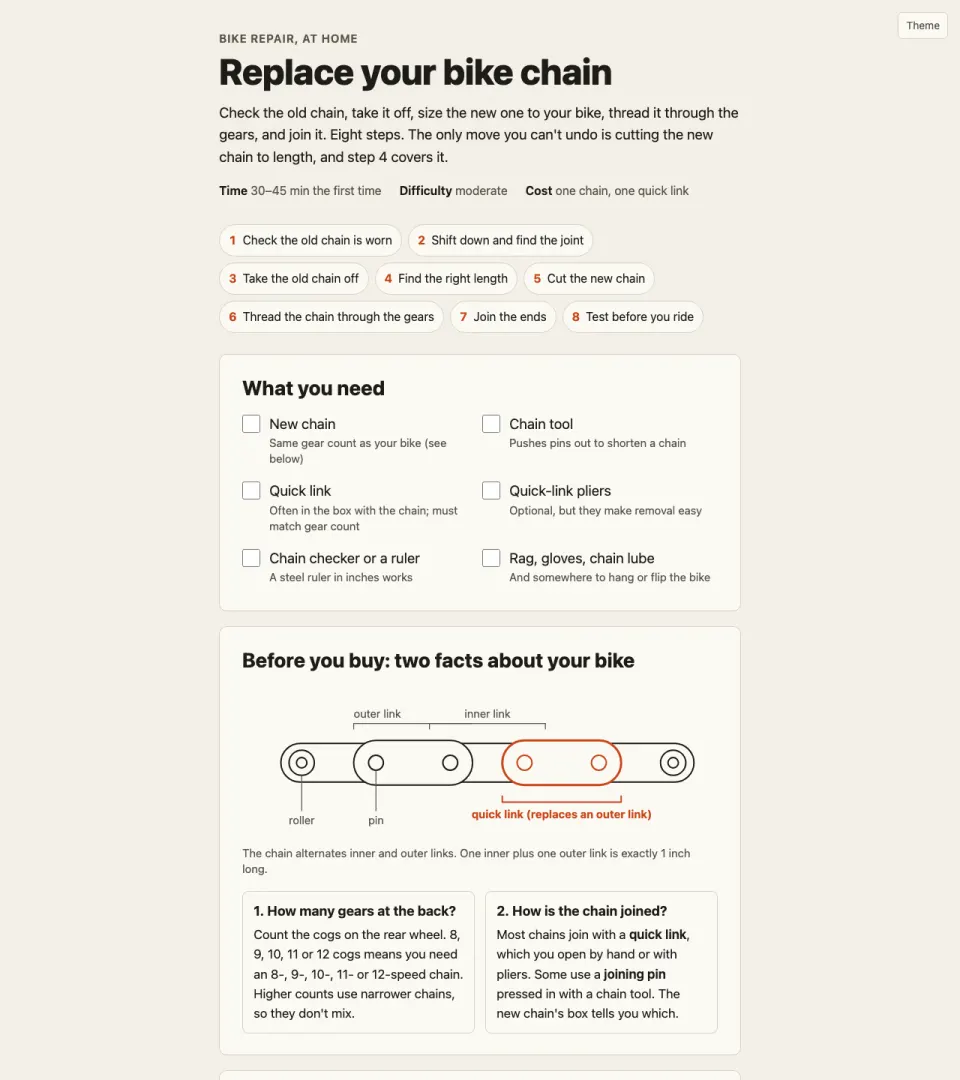 Theme
BIKE REPAIR, AT HOME
Replace your bike chain
Check the old chain, take it off, size the new one to your bike, thread it through the
gears, and join it. Eight steps. The only move you can't undo is cutting the new
chain to length, and step 4 covers it.
Time 30–45 min the first time Difficulty moderate Cost one chain, one quick link
1 Check the old chain is worn
2 Shift down and find the joint
3 Take the old chain off
4 Find the right length
5 Cut the new chain
6 Thread the chain through the gears
7 Join the ends
8 Test before you ride
What you need
New chain
Same gear count as your bike (see
below)
Chain tool
Pushes pins out to shorten a chain
Quick link
Often in the box with the chain; must
match gear count
Quick-link pliers
Optional, but they make removal easy
Chain checker or a ruler
A steel ruler in inches works
Rag, gloves, chain lube
And somewhere to hang or flip the bike
Before you buy: two facts about your bike
outer link
inner link
roller
pin
quick link (replaces an outer link)
The chain alternates inner and outer links. One inner plus one outer link is exactly 1 inch
long.
1. How many gears at the back?
Count the cogs on the rear wheel. 8,
9, 10, 11 or 12 cogs means you need
an 8-, 9-, 10-, 11- or 12-speed chain.
Higher counts use narrower chains,
so they don't mix.
2. How is the chain joined?
Most chains join with a quick link,
which you open by hand or with
pliers. Some use a joining pin
pressed in with a chain tool. The
new chain's box tells you which.